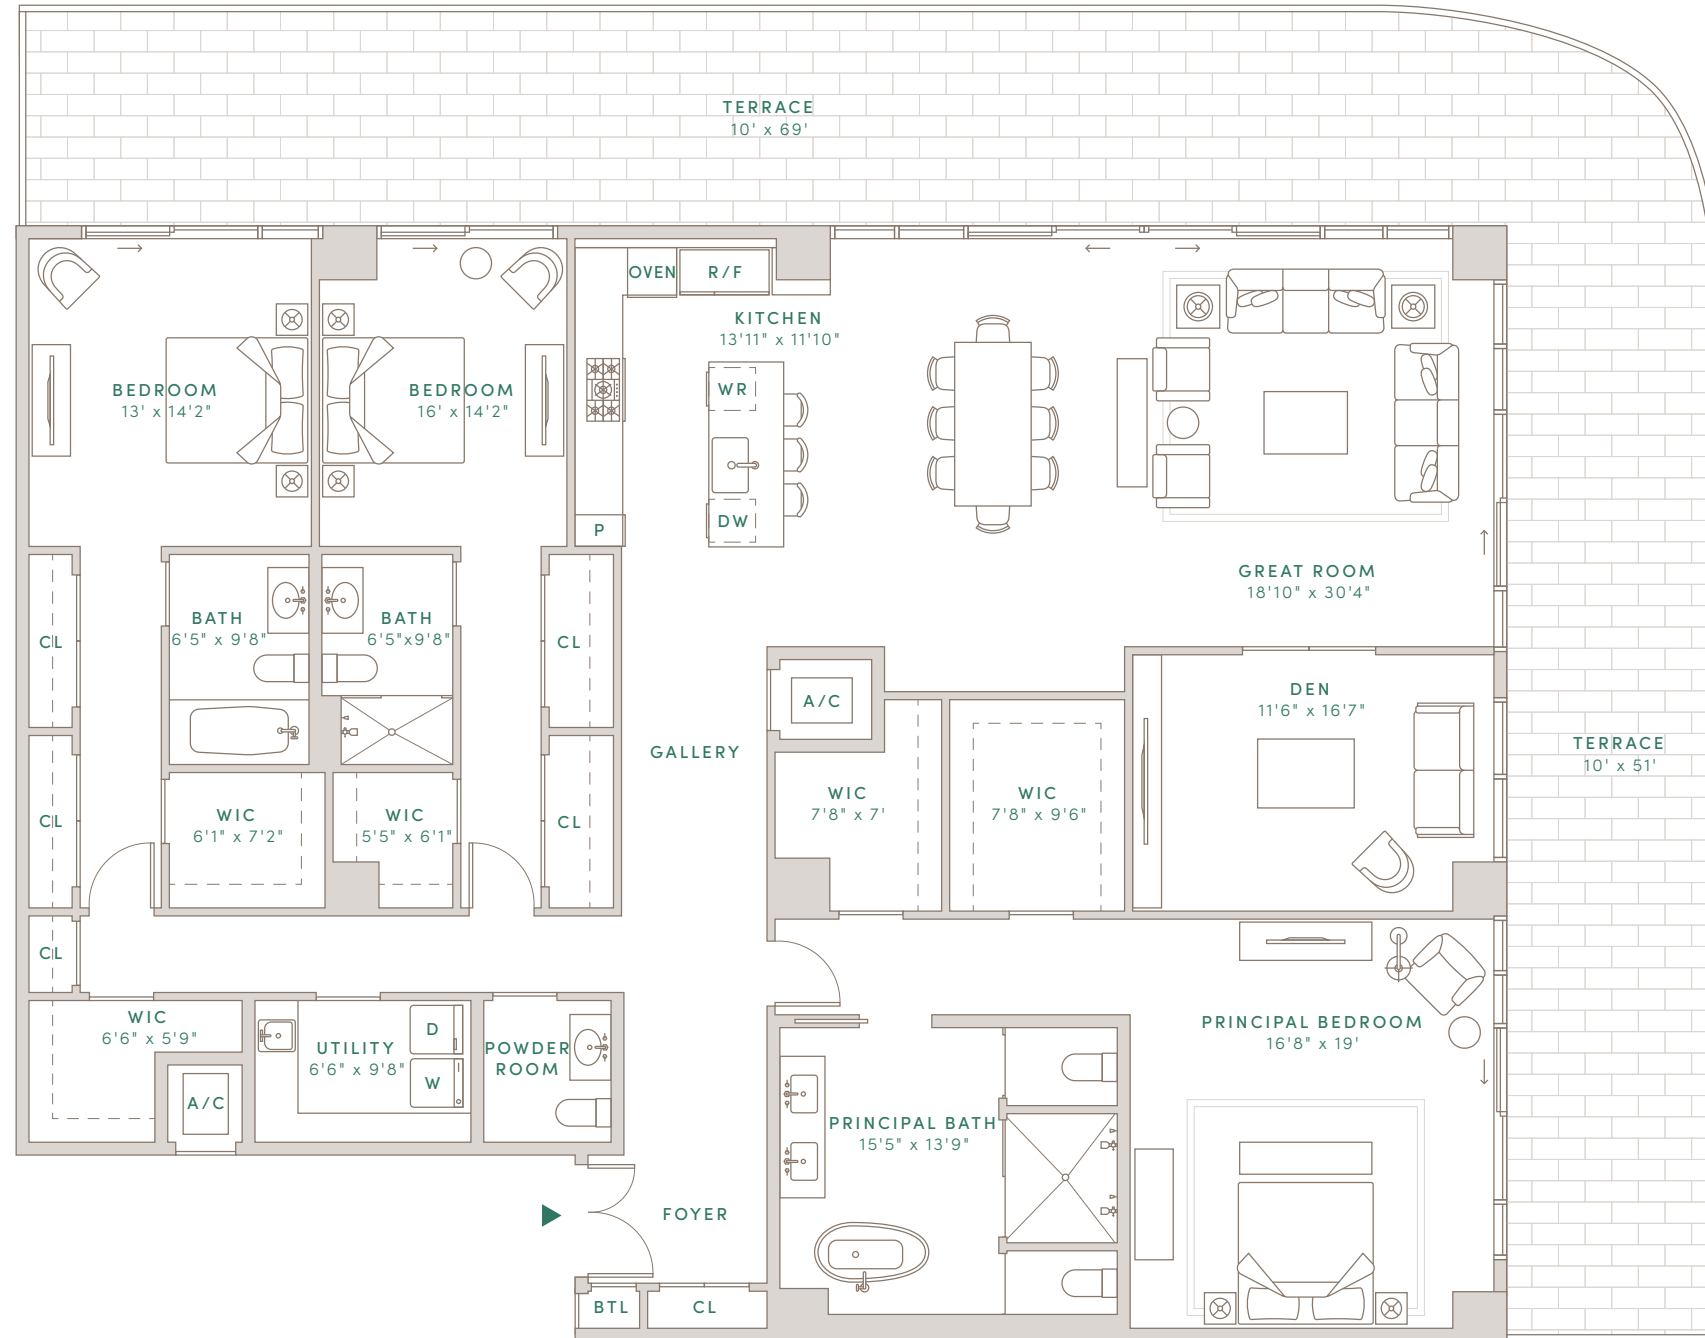 TERRACE
10' x 69'
OVEN
R/F
KITCHEN
13'11" x 11'10"
BEDROOM
13' x 14'2"
BEDROOM
16' x 14'2"
WR
DW
P
GREAT ROOM
18'10" x 30'4"
BATH
6'5" x 9'8"
BATH
6'5"x9'8"
CL
CL
A/C
DEN
11'6" x 16'7"
GALLERY
TERRACE
10' x 51'
WIC
7'8" x 7'
WIC
7'8" x 9'6"
CL
WIC
6'1" x 7'2"
WIC
5'5" x 6'1"
CL
CL
WIC
6'6" x 5'9"
UTILITY
6'6" x 9'8"
D
W
POWDER
ROOM
PRINCIPAL BEDROOM
16'8" x 19'
A/C
PRINCIPAL BATH
15'5" x 13'9"
FOYER
BTL
CL